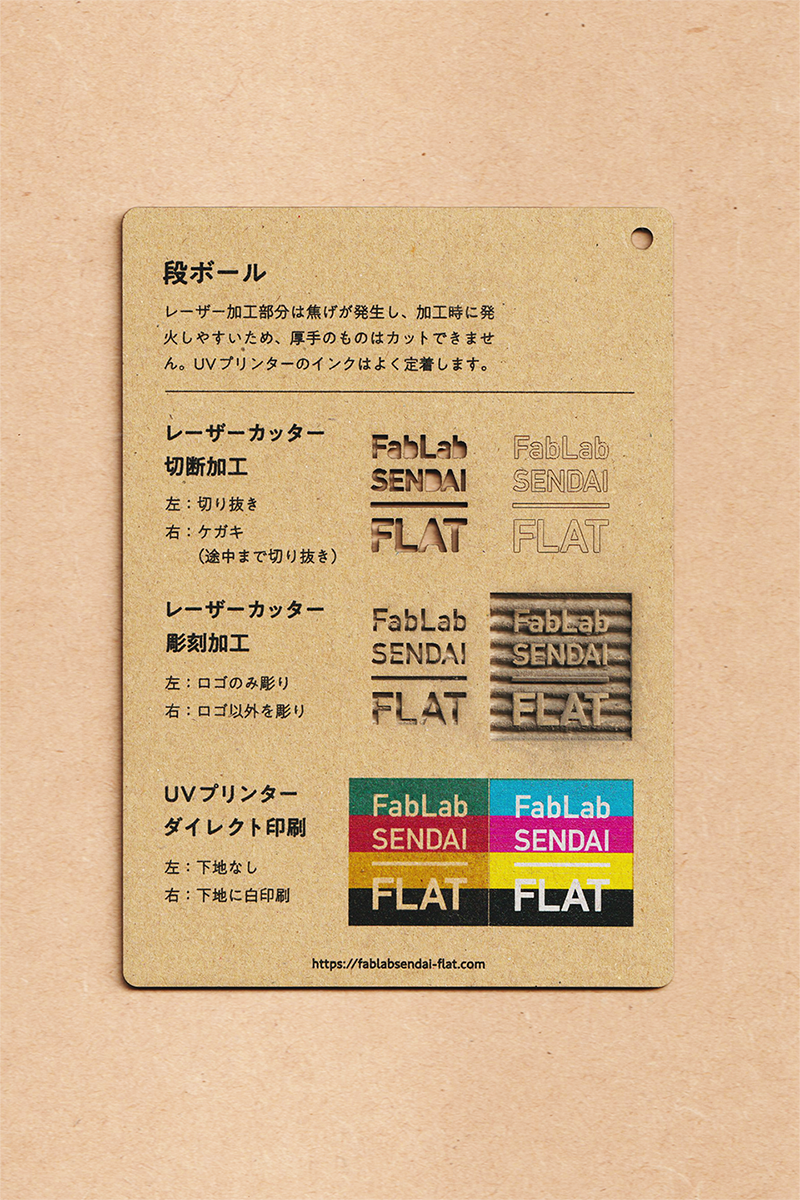 段ボール
レーザー加工部分は焦げが発生し、加工時に発
火しやすいため、厚手のものはカットできませ
ん。UVプリンターのインクはよく定着します。
レーザーカッター
切断加工
左：切り抜き
右：ケガキ
（途中まで切り抜き）
FabLab
SENDAI
FLAT
FabLab
SENDAI
FLAT
レーザーカッター
彫刻加工
左：ロゴのみ彫り
右：ロゴ以外を彫り
FabLab
SENDAI
FLAT
FabLab
SENDAI
FLAT
UVプリンター
ダイレクト印刷
左：下地なし
右：下地に白印刷
FabLab
SENDAI
FLAT
FabLab
SENDAI
FLAT
https://fablabsendai-flat.com